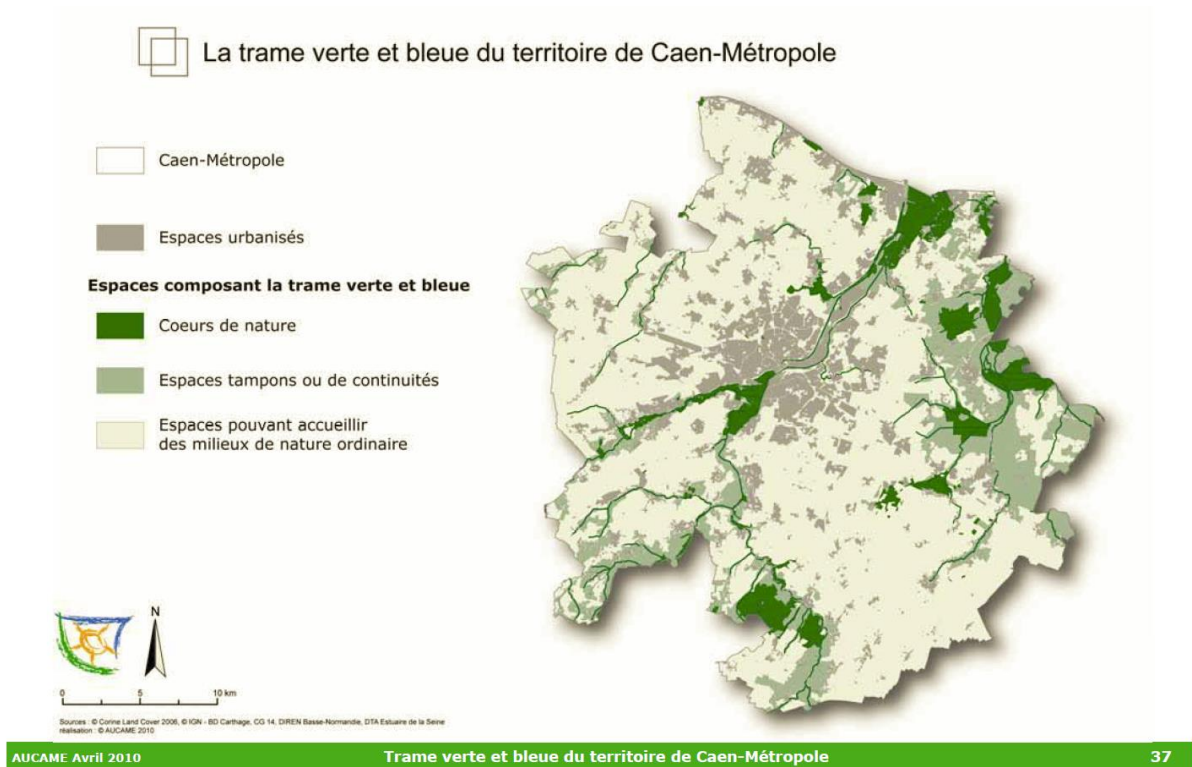 La trame verte et bleue du territoire de Caen-Métropole
Caen-Métropole
Espaces urbanisés
Espaces composant la trame verte et bleue
Coeurs de nature
Espaces tampons ou de continuités
Espaces pouvant accueillir
des milieux de nature ordinaire
N
0 5 10 km
Sources : © Corine Land Cover 2006, © IGN - BD Carthage, CG 14, DIREN Basse-Normandie, DTA Estuaire de la Seine
réalisation : © AUCAME 2010
AUCAME Avril 2010 Trame verte et bleue du territoire de Caen-Métropole 37